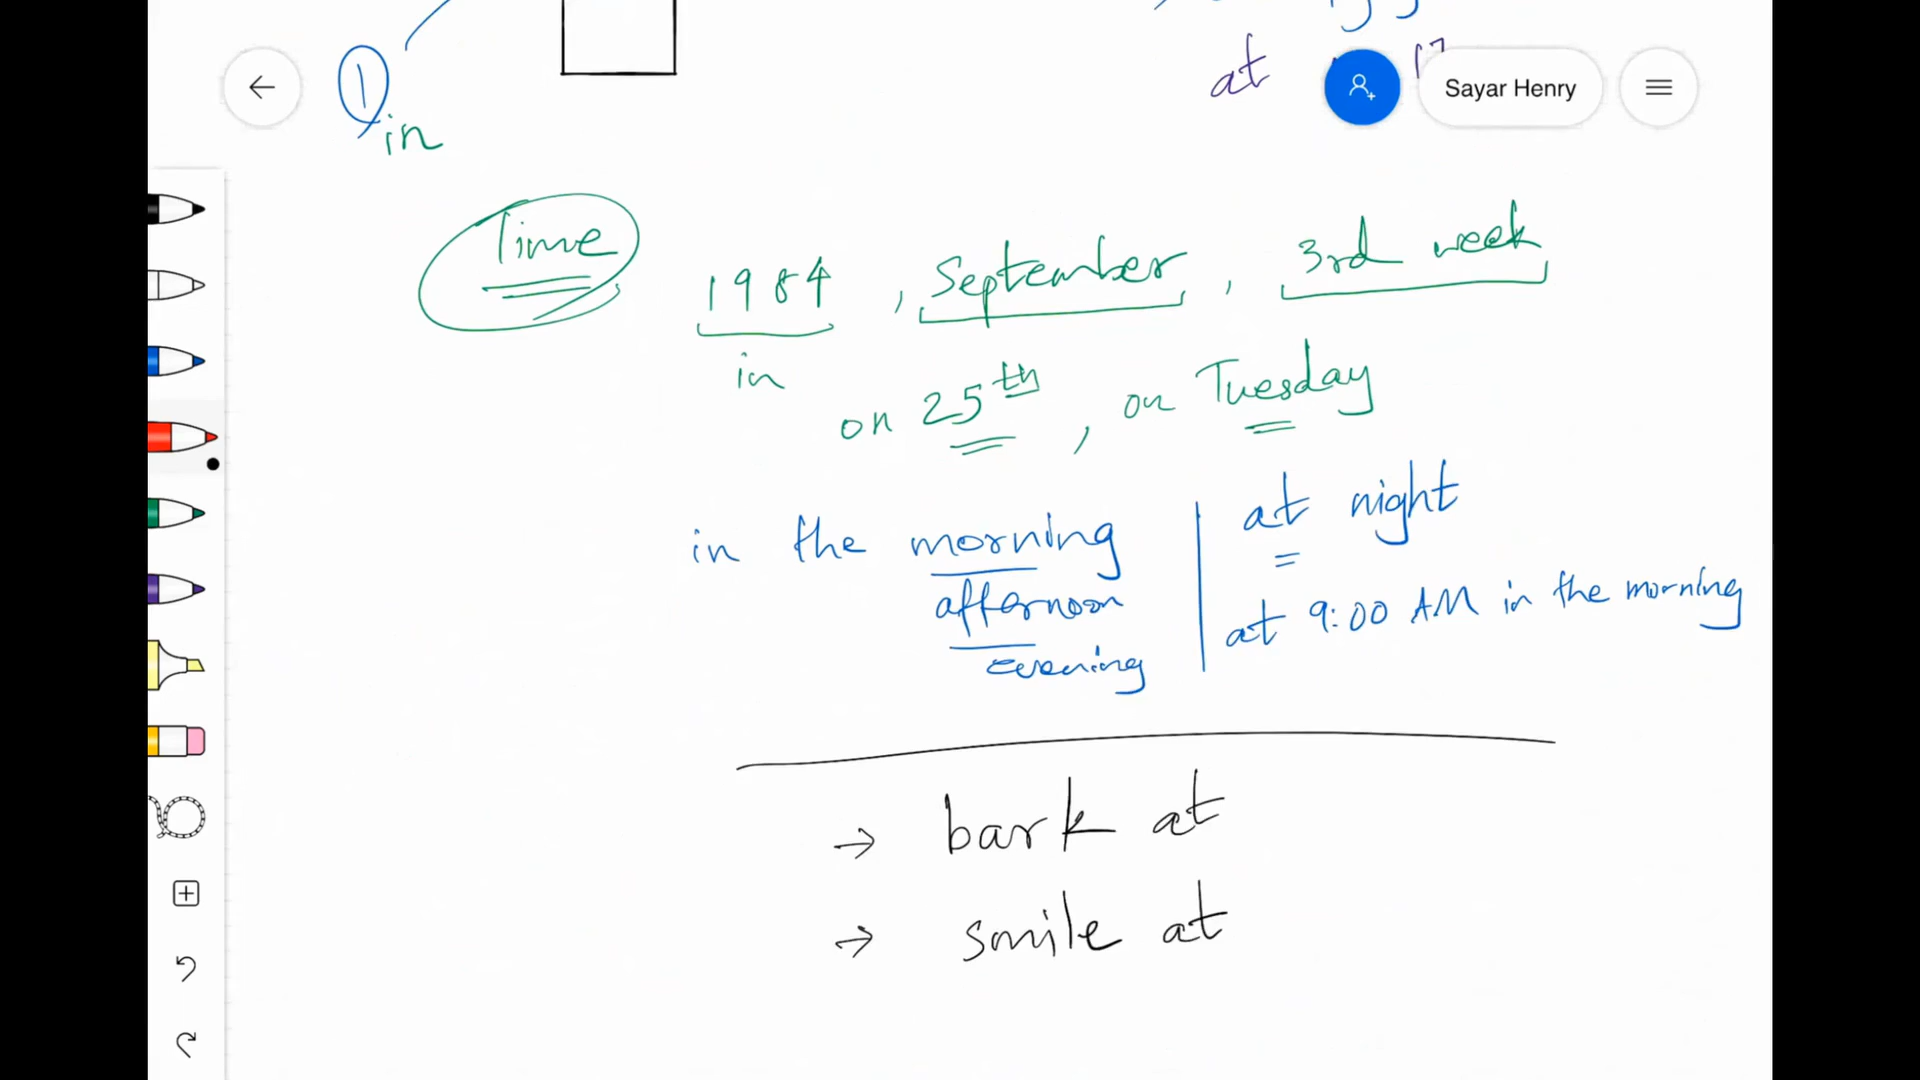 at
Sayar Henry
1
in
Time
1984 , September , 3rd week
in
on 25th , on Tuesday
in the morning
afternoon
evening
at night
=
at 9:00 AM in the morning
→ bark at
→ smile at